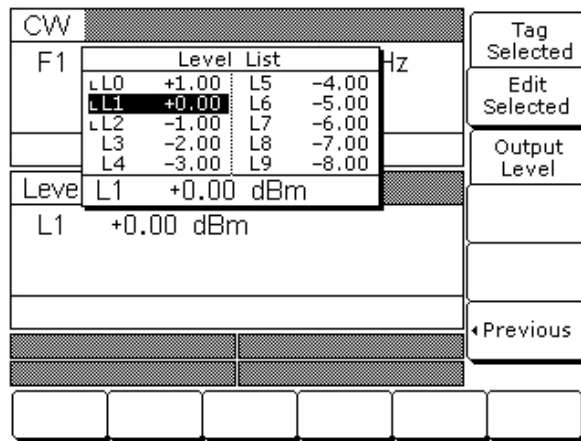 CW
F1
Hz
Level List
L0 +1.00 L5 -4.00
L1 +0.00 L6 -5.00
L2 -1.00 L7 -6.00
L3 -2.00 L8 -7.00
L4 -3.00 L9 -8.00
L1 +0.00 dBm
Leve
L1 +0.00 dBm
Tag
Selected
Edit
Selected
Output
Level
Previous